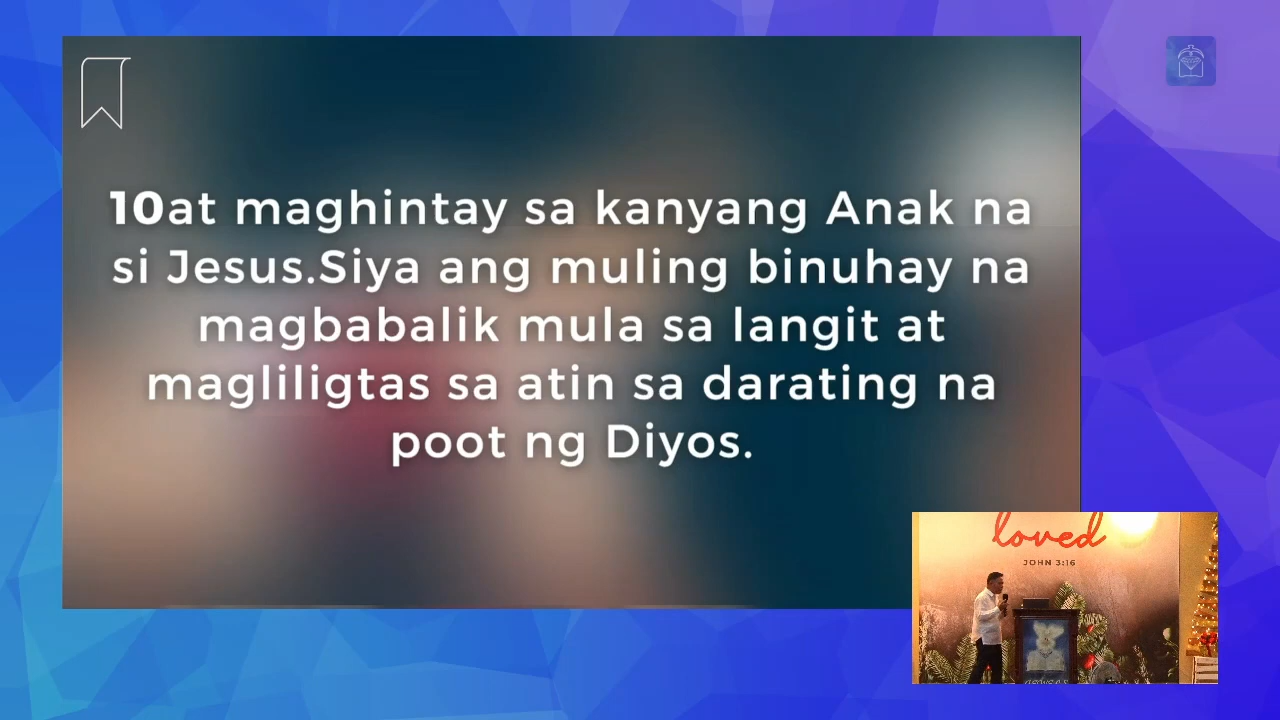 10at maghintay sa kanyang Anak na
si Jesus.Siya ang muling binuhay na
magbabalik mula sa langit at
magliligtas sa atin sa darating na
poot ng Diyos.
loved
JOHN 3:16